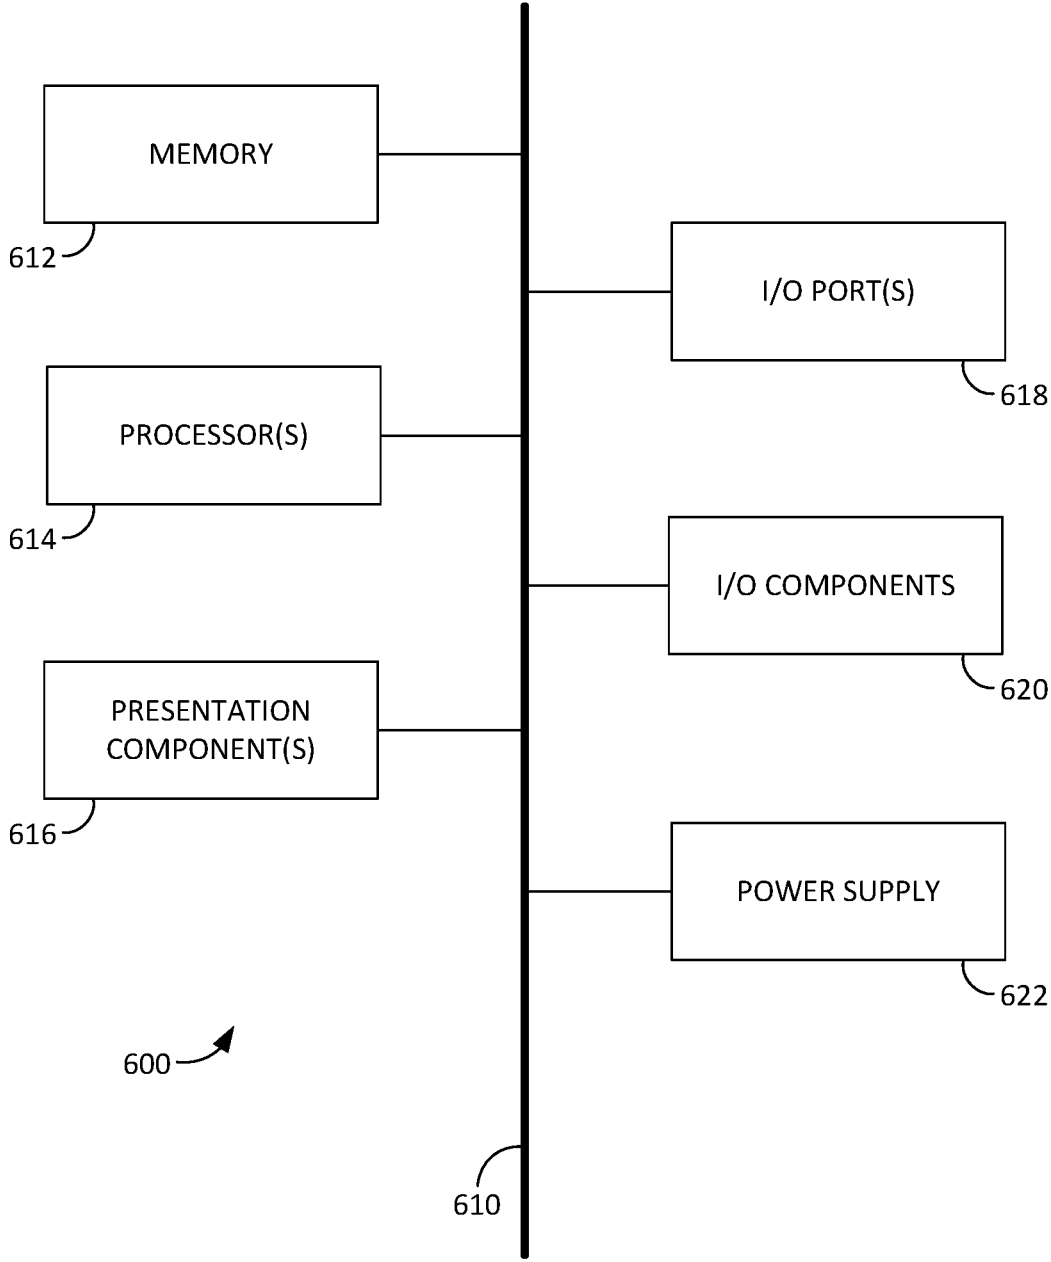 MEMORY
612
I/O PORT(S)
618
PROCESSOR(S)
614
I/O COMPONENTS
620
PRESENTATION
COMPONENT(S)
616
POWER SUPPLY
622
600
610